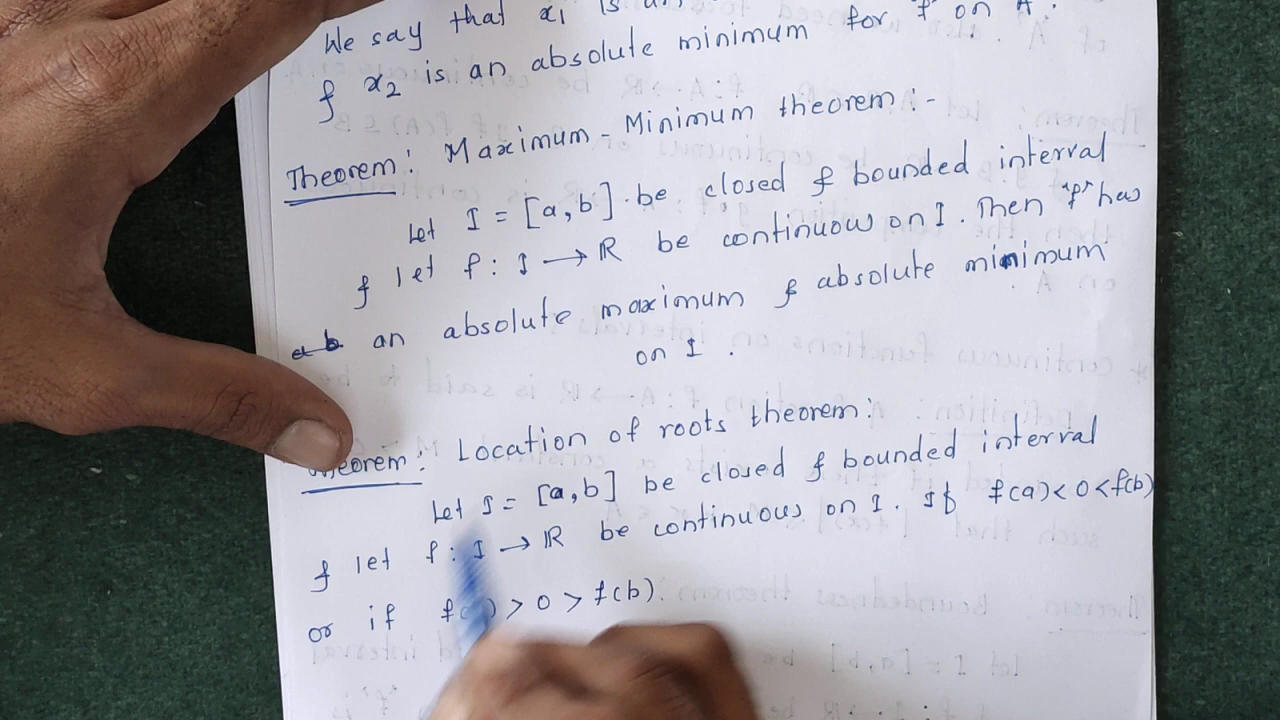 We say that x₁ is an
& x₂ is an absolute minimum for f on A.
Theorem: Maximum - Minimum theorem :-
Let I = [a,b] be closed & bounded interval
& let f : I → ℝ be continuous on I. Then "f" has
an absolute maximum & absolute minimum
on I .
Theorem: Location of roots theorem:
Let I = [a,b] be closed & bounded interval
& let f : I → ℝ be continuous on I. If f(a) < 0 < f(b)
or if f(a) > 0 > f(b).